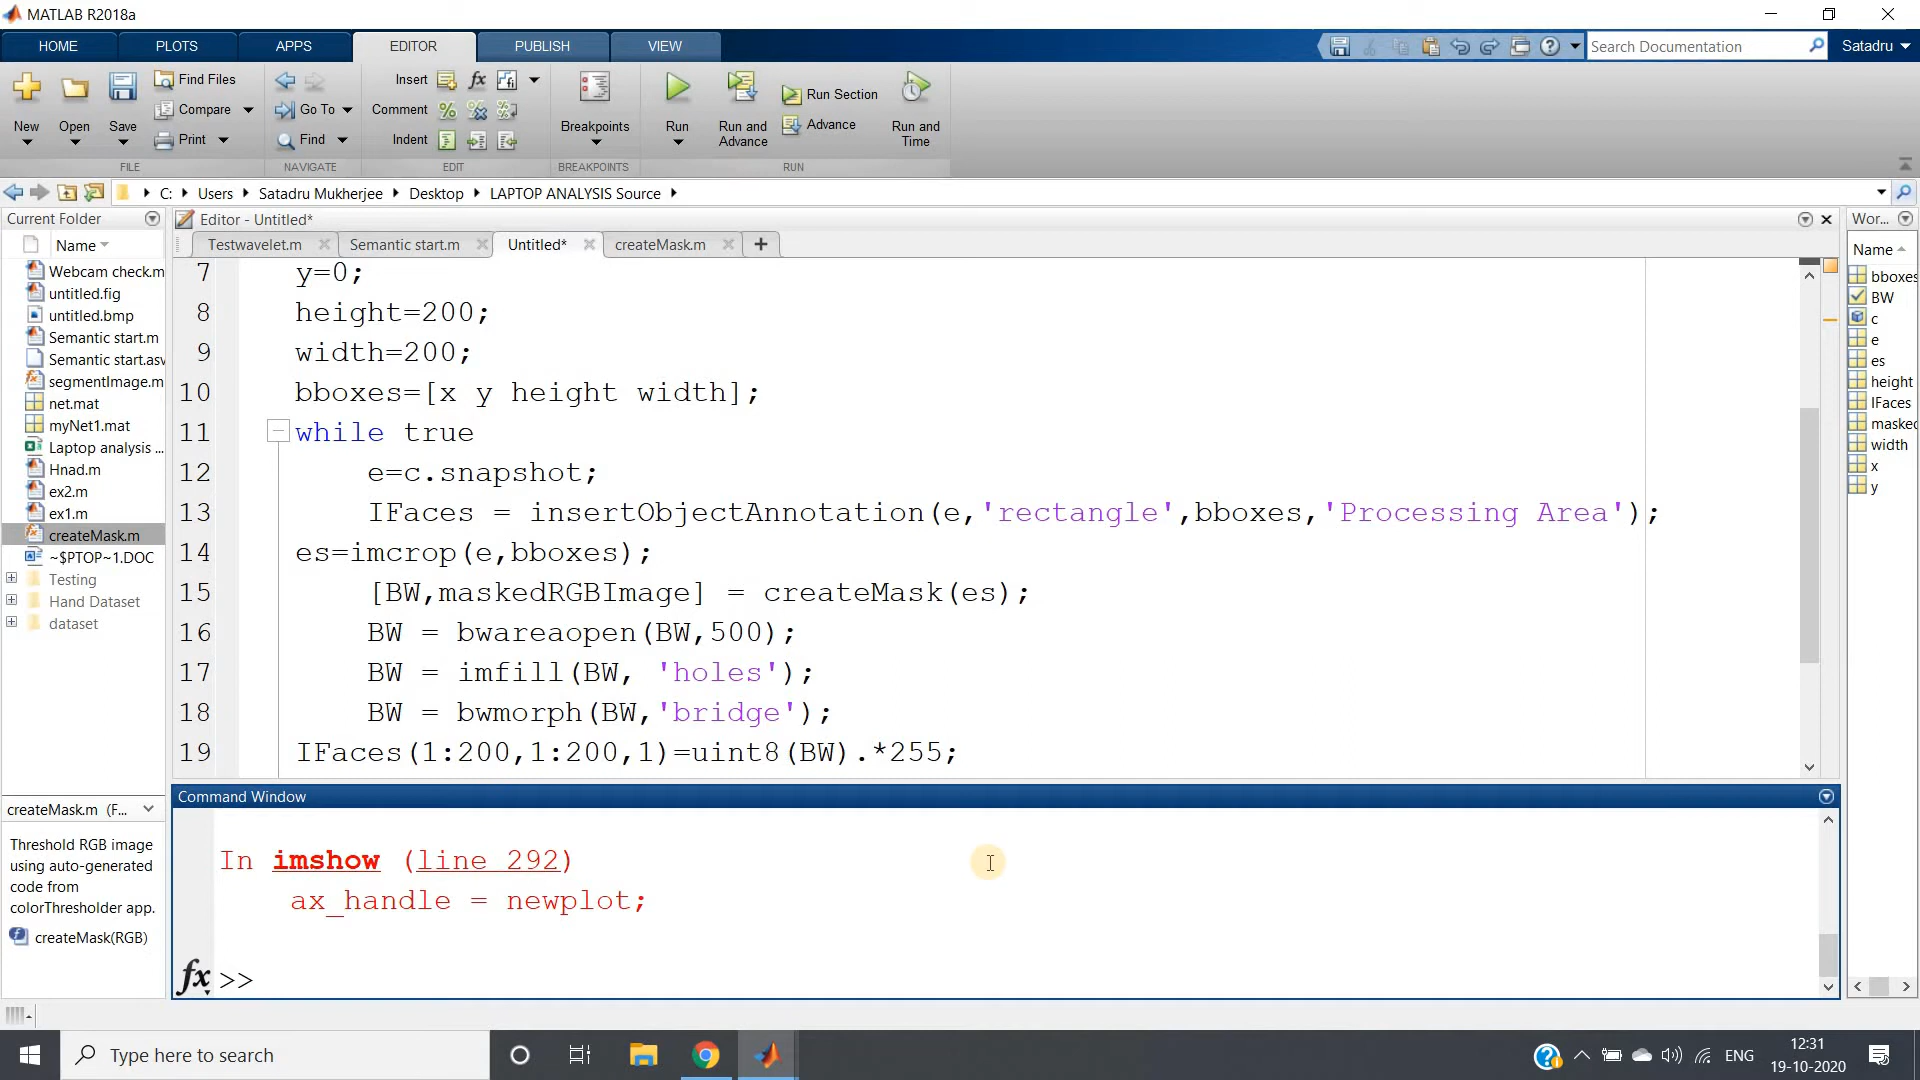 MATLAB R2018a
HOME PLOTS APPS EDITOR PUBLISH VIEW Search Documentation Satadru
New Open Save Find Files Compare Print Go To Find Insert Comment Indent Breakpoints Run Run and Advance Run Section Advance Run and Time
FILE NAVIGATE EDIT BREAKPOINTS RUN
C: Users Satadru Mukherjee Desktop LAPTOP ANALYSIS Source
Current Folder
Name
Webcam check.m
untitled.fig
untitled.bmp
Semantic start.m
Semantic start.asv
segmentImage.m
net.mat
myNet1.mat
Laptop analysis ...
Hnad.m
ex2.m
ex1.m
createMask.m
~$PTOP~1.DOC
Testing
Hand Dataset
dataset
createMask.m (F...
Threshold RGB image
using auto-generated
code from
colorThresholder app.
createMask(RGB)
Editor - Untitled*
Testwavelet.m Semantic start.m Untitled* createMask.m
7 y=0;
8 height=200;
9 width=200;
10 bboxes=[x y height width];
11 while true
12 e=c.snapshot;
13 IFaces = insertObjectAnnotation(e,'rectangle',bboxes,'Processing Area');
14 es=imcrop(e,bboxes);
15 [BW,maskedRGBImage] = createMask(es);
16 BW = bwareaopen(BW,500);
17 BW = imfill(BW, 'holes');
18 BW = bwmorph(BW,'bridge');
19 IFaces(1:200,1:200,1)=uint8(BW).*255;
Command Window
In imshow (line 292)
ax_handle = newplot;
fx >>
Wor...
Name
bboxes
BW
c
e
es
height
IFaces
masked
width
x
y
Type here to search
ENG
12:31
19-10-2020